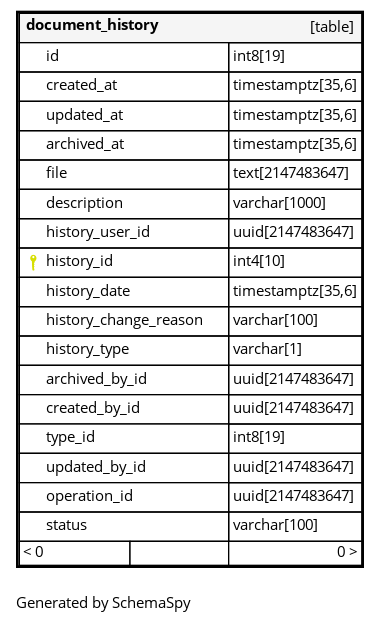 document_history [table]
id int8[19]
created_at timestamptz[35,6]
updated_at timestamptz[35,6]
archived_at timestamptz[35,6]
file text[2147483647]
description varchar[1000]
history_user_id uuid[2147483647]
history_id int4[10]
history_date timestamptz[35,6]
history_change_reason varchar[100]
history_type varchar[1]
archived_by_id uuid[2147483647]
created_by_id uuid[2147483647]
type_id int8[19]
updated_by_id uuid[2147483647]
operation_id uuid[2147483647]
status varchar[100]
< 0 0 >
Generated by SchemaSpy